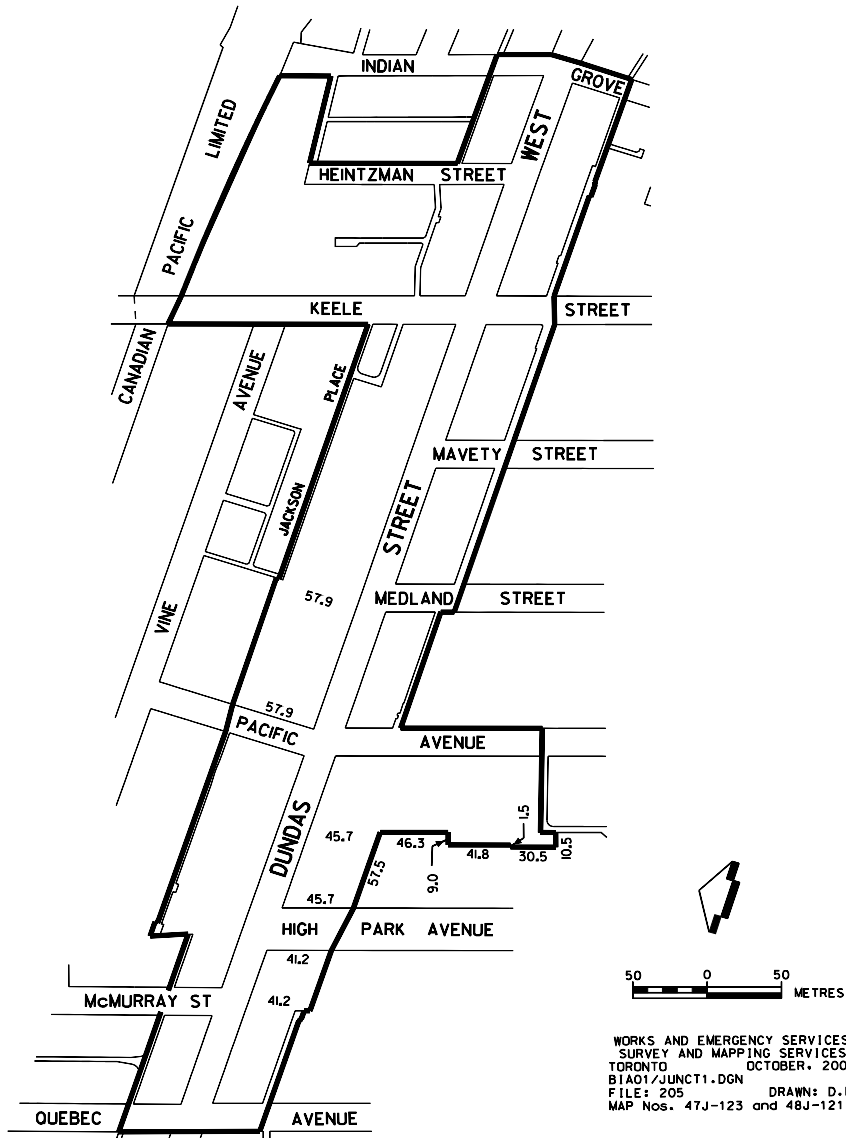 INDIAN
GROVE
LIMITED
WEST
HEINTZMAN STREET
PACIFIC
KEELE STREET
CANADIAN
AVENUE
PLACE
MAVETY STREET
JACKSON
STREET
57.9
MEDLAND STREET
VINE
57.9
PACIFIC AVENUE
DUNDAS
45.7
46.3
1.5
41.8
30.5
10.5
9.0
57.5
45.7
HIGH PARK AVENUE
41.2
41.2
50 0 50
METRES
McMURRAY ST
WORKS AND EMERGENCY SERVICES
SURVEY AND MAPPING SERVICES
TORONTO OCTOBER, 200
BIA01/JUNCT1.DGN
FILE: 205 DRAWN: D.
MAP Nos. 47J-123 and 48J-121
QUEBEC AVENUE